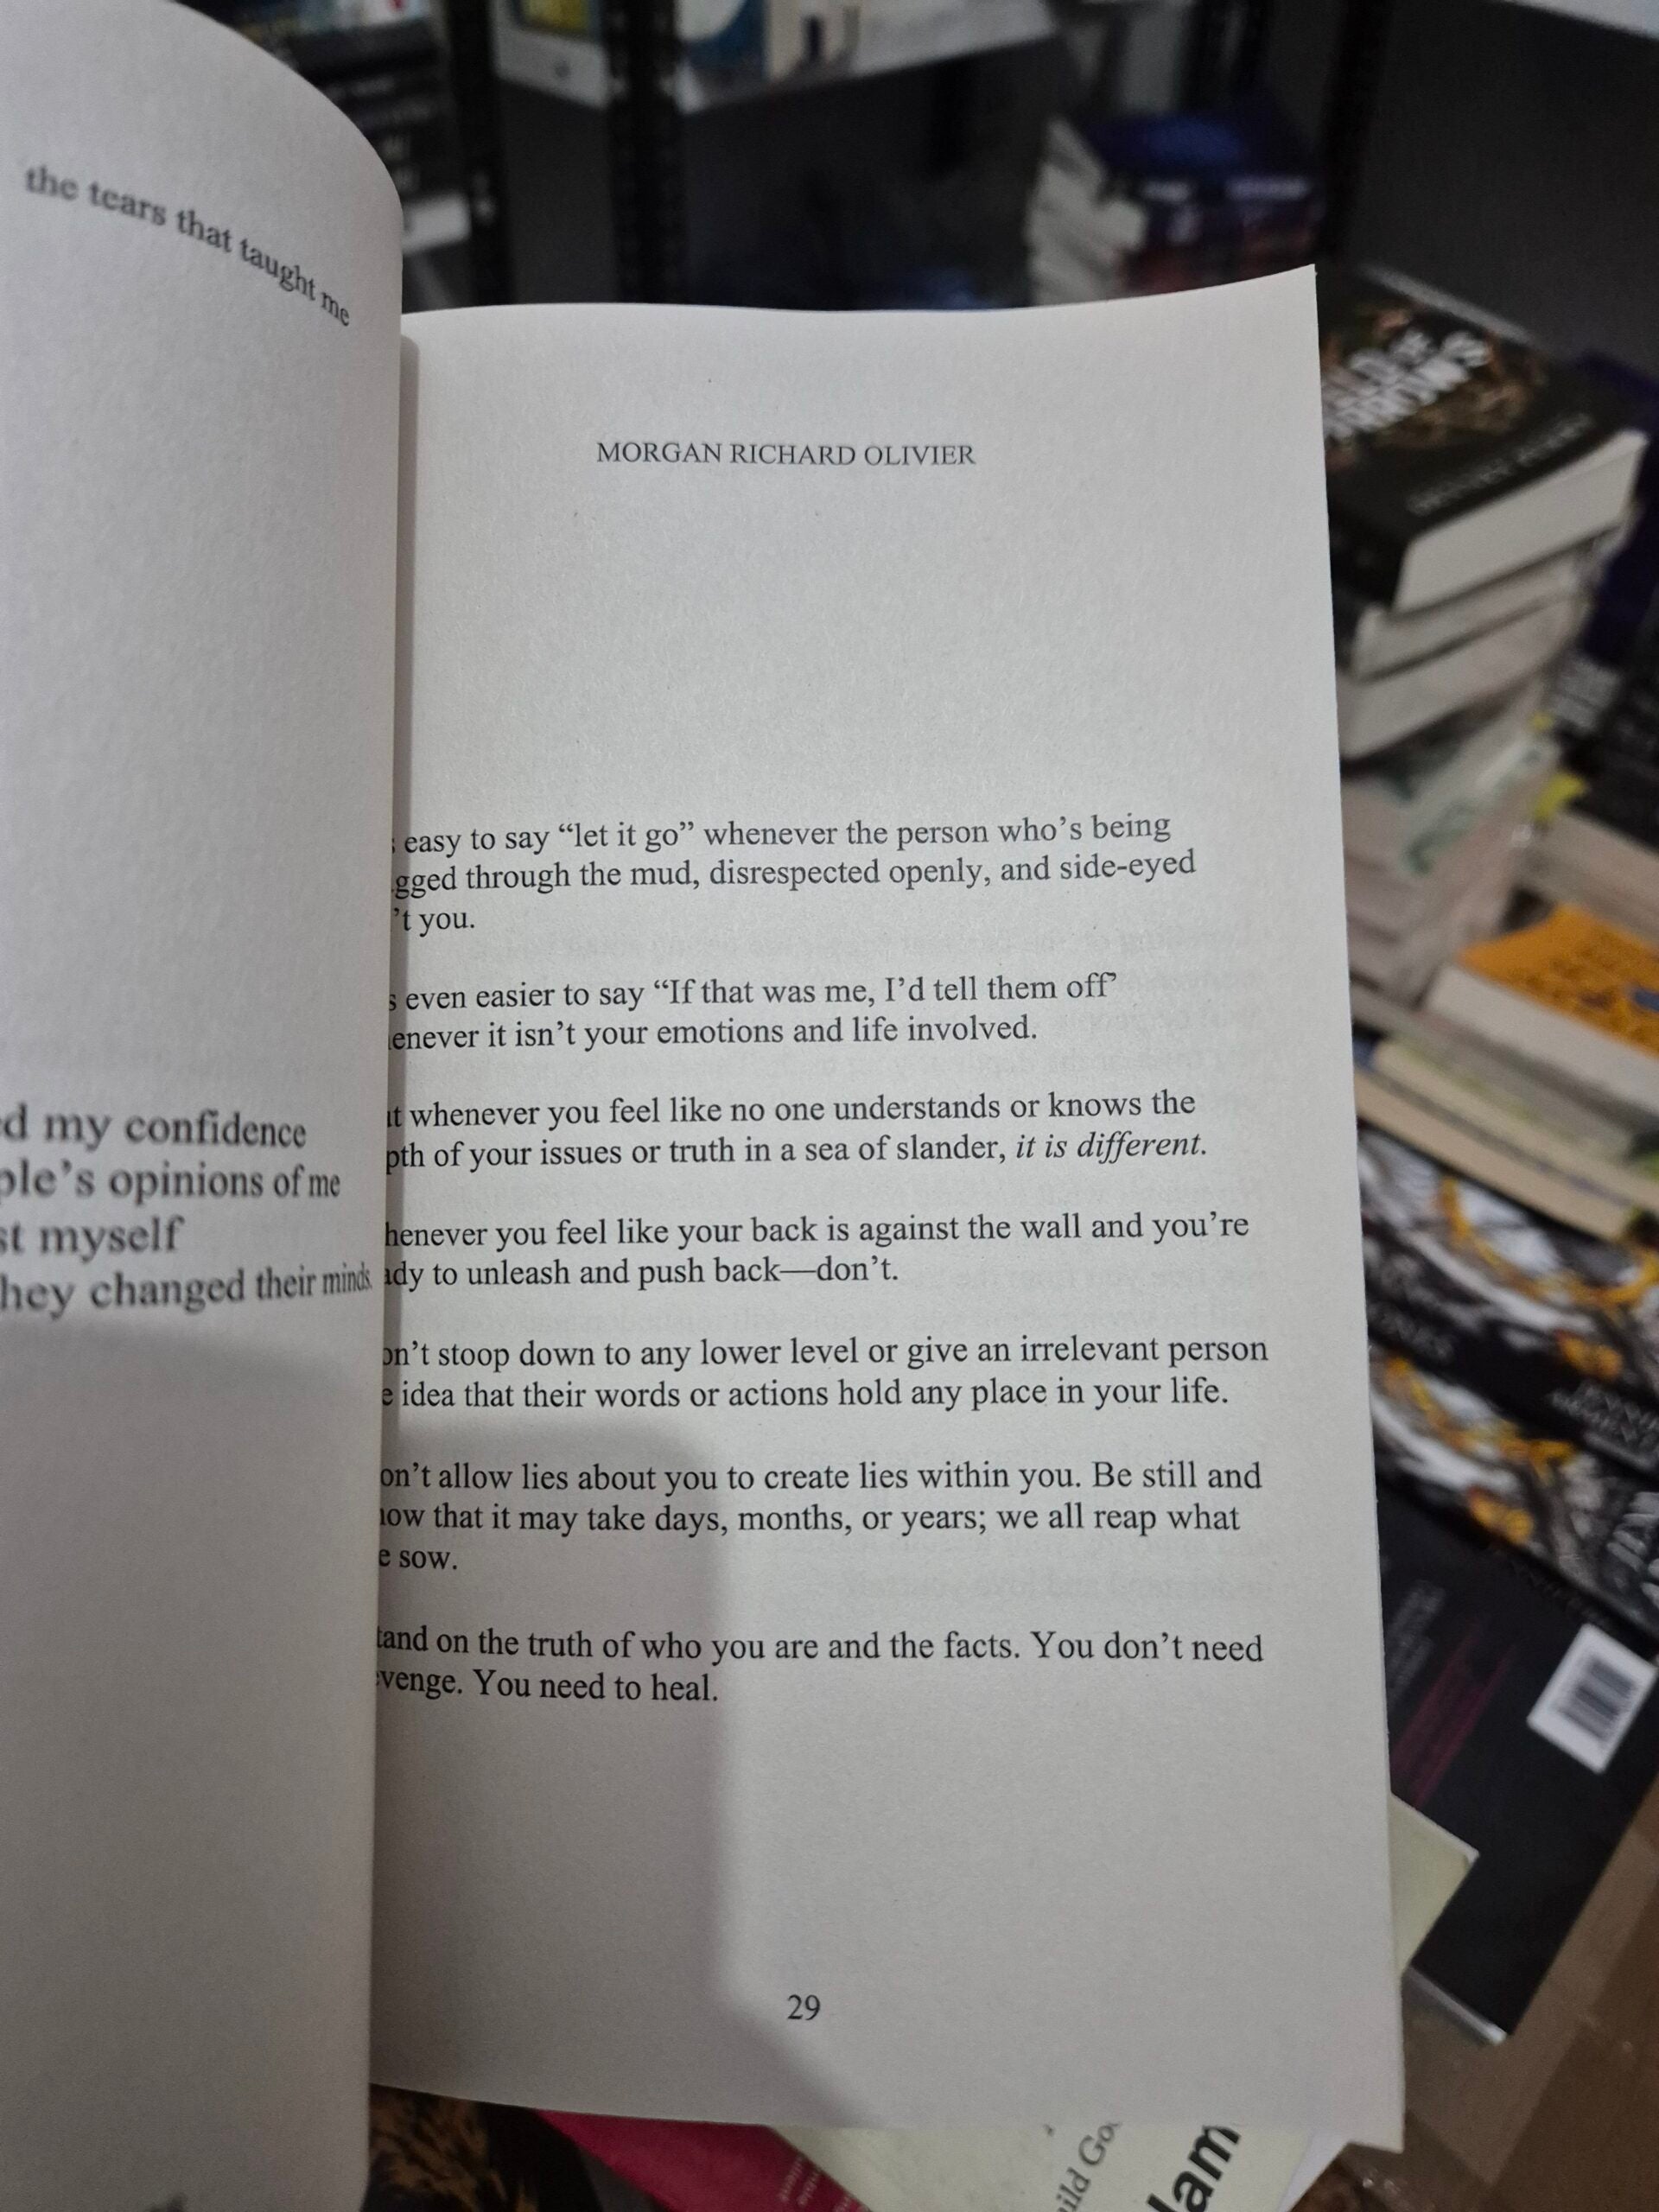 the tears that taught me
ed my confidence
ple's opinions of me
st myself
hey changed their minds
MORGAN RICHARD OLIVIER
s easy to say “let it go” whenever the person who’s being
gged through the mud, disrespected openly, and side-eyed
’t you.
s even easier to say “If that was me, I’d tell them off”
enever it isn’t your emotions and life involved.
t whenever you feel like no one understands or knows the
pth of your issues or truth in a sea of slander, it is different.
henever you feel like your back is against the wall and you’re
dy to unleash and push back—don’t.
on’t stoop down to any lower level or give an irrelevant person
e idea that their words or actions hold any place in your life.
on’t allow lies about you to create lies within you. Be still and
ow that it may take days, months, or years; we all reap what
e sow.
tand on the truth of who you are and the facts. You don’t need
venge. You need to heal.
29
ild Go
lam